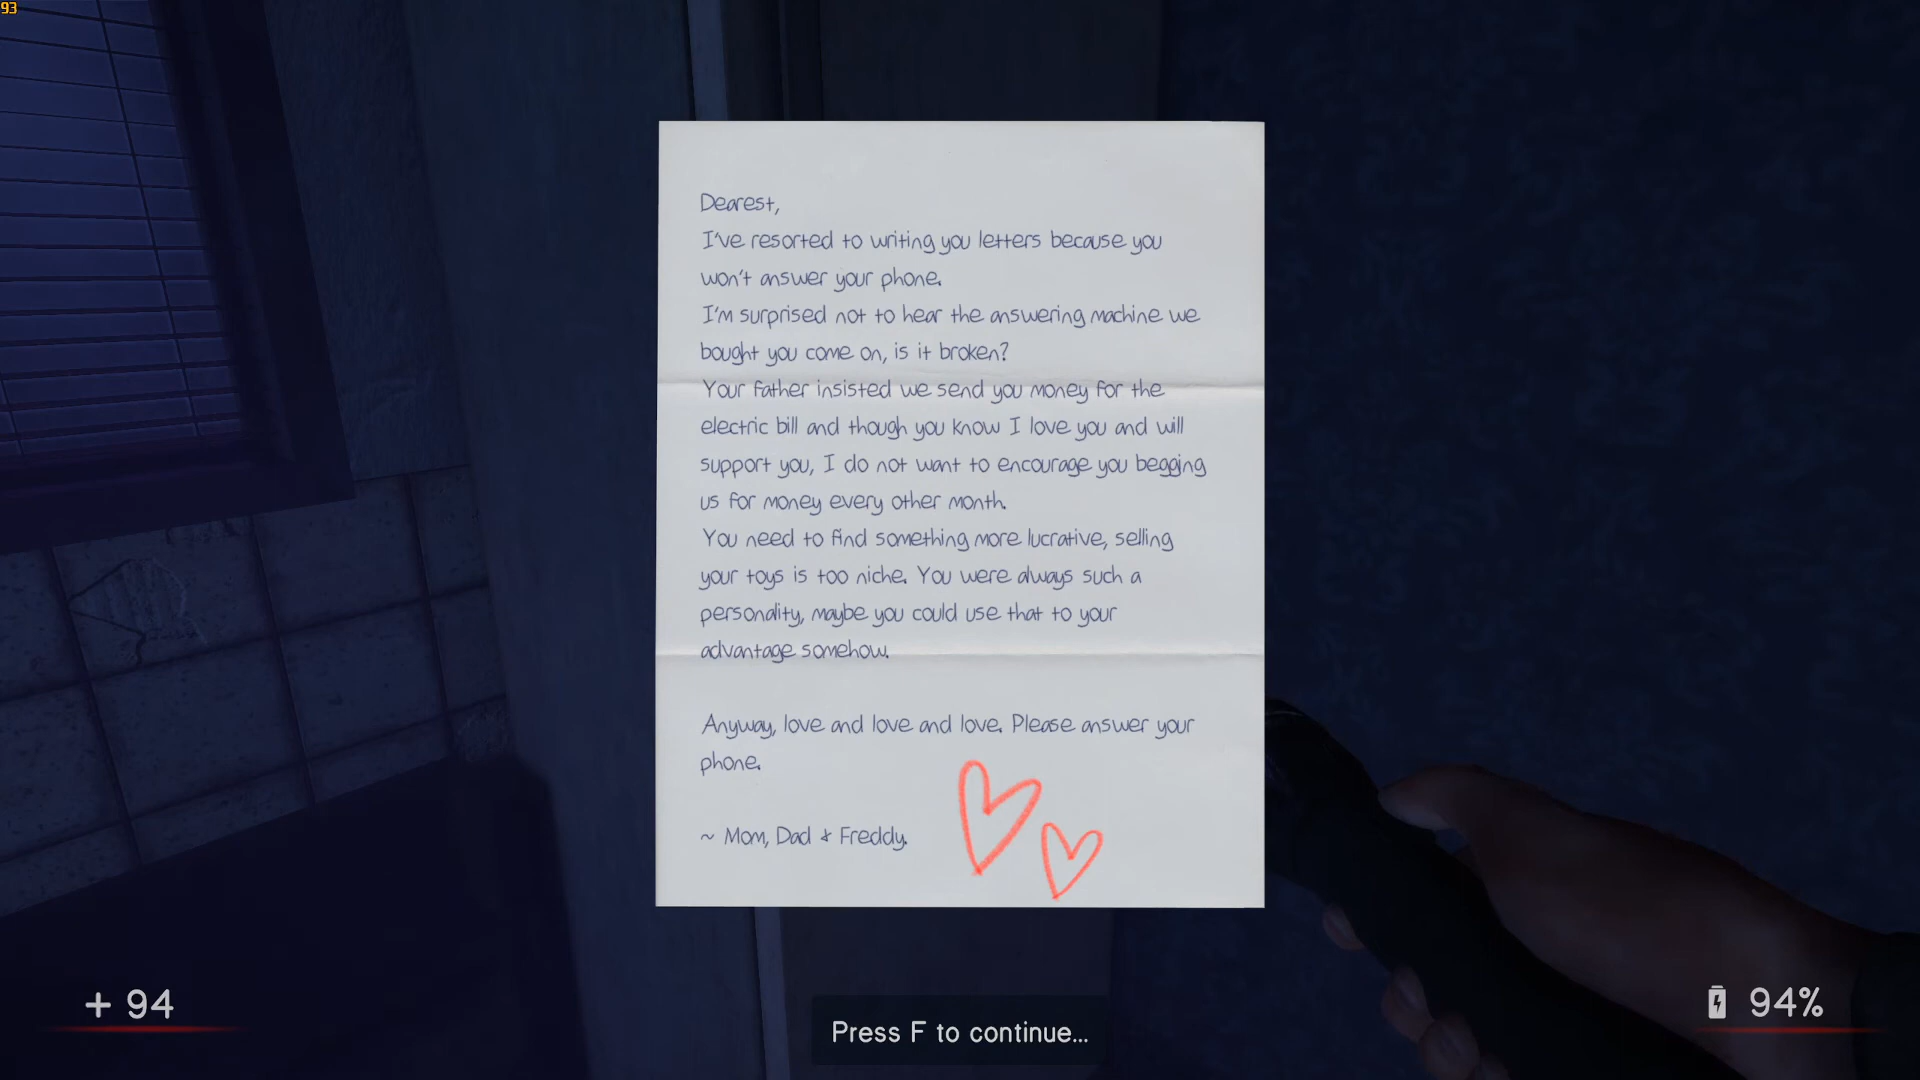 93
Dearest,
I've resorted to writing you letters because you
won't answer your phone.
I'm surprised not to hear the answering machine we
bought you come on, is it broken?
Your father insisted we send you money for the
electric bill and though you know I love you and will
support you, I do not want to encourage you begging
us for money every other month.
You need to find something more lucrative, selling
your toys is too niche. You were always such a
personality, maybe you could use that to your
advantage somehow.
Anyway, love and love and love. Please answer your
phone.
~ Mom, Dad & Freddy.
+ 94
94%
Press F to continue...